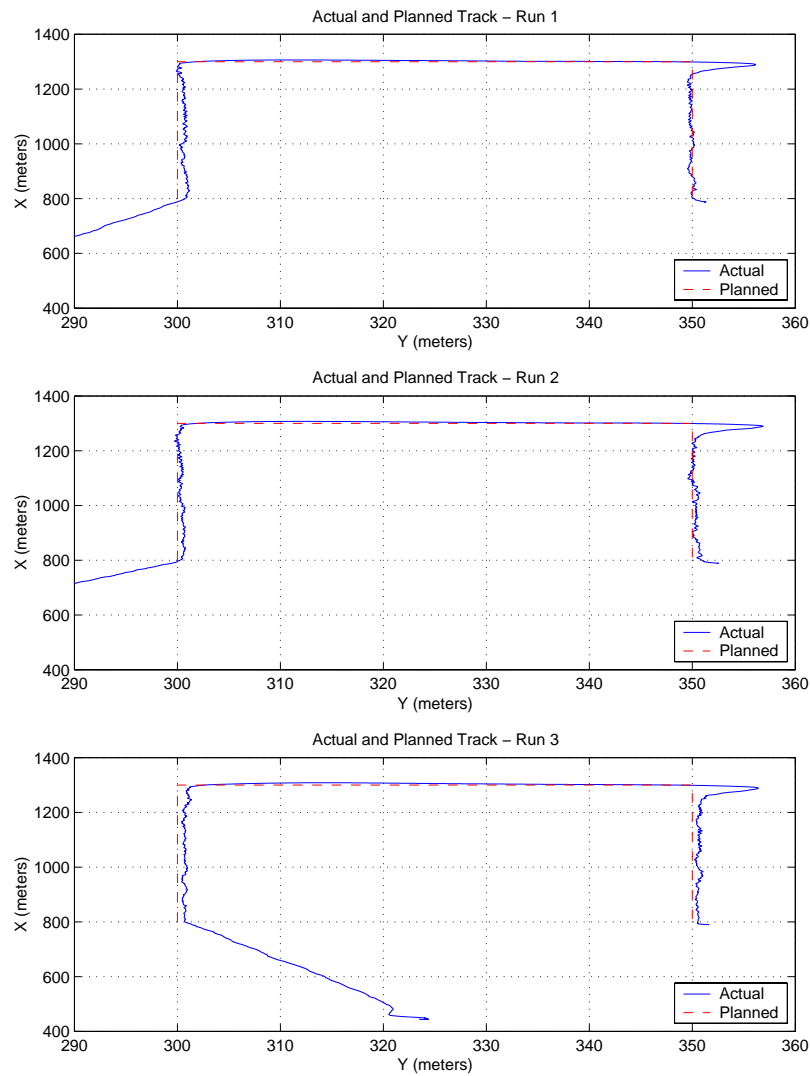 Actual and Planned Track – Run 1
1400
1200
1000
800
600
400
X (meters)
290 300 310 320 330 340 350 360
Y (meters)
Actual
Planned
Actual and Planned Track – Run 2
1400
1200
1000
800
600
400
X (meters)
290 300 310 320 330 340 350 360
Y (meters)
Actual
Planned
Actual and Planned Track – Run 3
1400
1200
1000
800
600
400
X (meters)
290 300 310 320 330 340 350 360
Y (meters)
Actual
Planned